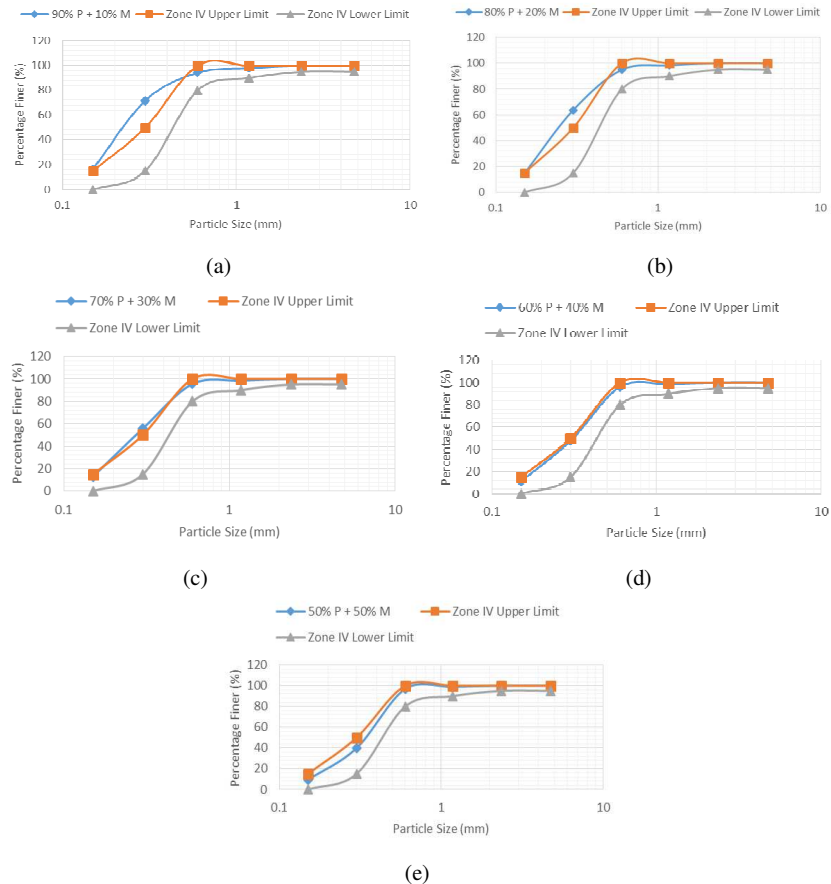 90% P + 10% M Zone IV Upper Limit Zone IV Lower Limit
120
100
80
60
40
20
0
0.1 1 10
Percentage Finer (%)
Particle Size (mm)
(a)
80% P + 20% M Zone IV Upper Limit Zone IV Lower Limit
120
100
80
60
40
20
0
0.1 1 10
Percentage Finer (%)
Particle Size (mm)
(b)
70% P + 30% M Zone IV Upper Limit
Zone IV Lower Limit
120
100
80
60
40
20
0
0.1 1 10
Percentage Finer (%)
Particle Size (mm)
(c)
60% P + 40% M Zone IV Upper Limit
Zone IV Lower Limit
120
100
80
60
40
20
0
0.1 1 10
Percentage Finer (%)
Particle Size (mm)
(d)
50% P + 50% M Zone IV Upper Limit
Zone IV Lower Limit
120
100
80
60
40
20
0
0.1 1 10
Percentage Finer (%)
Particle Size (mm)
(e)